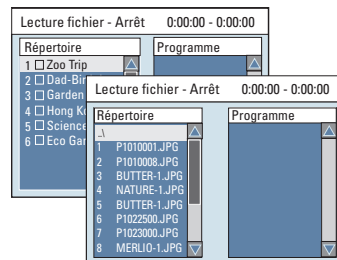 Lecture fichier - Arrêt 0:00:00 - 0:00:00
Répertoire Programme
1 Zoo Trip
2 Dad-Bi
3 Garden
4 Hong K
5 Science
6 Eco Gar
Lecture fichier - Arrêt 0:00:00 - 0:00:00
Répertoire Programme
..\
1 P1010001.JPG
2 P1010008.JPG
3 BUTTER-1.JPG
4 NATURE-1.JPG
5 BUTTER-1.JPG
6 P1022500.JPG
7 P1023000.JPG
8 MERLIO-1.JPG